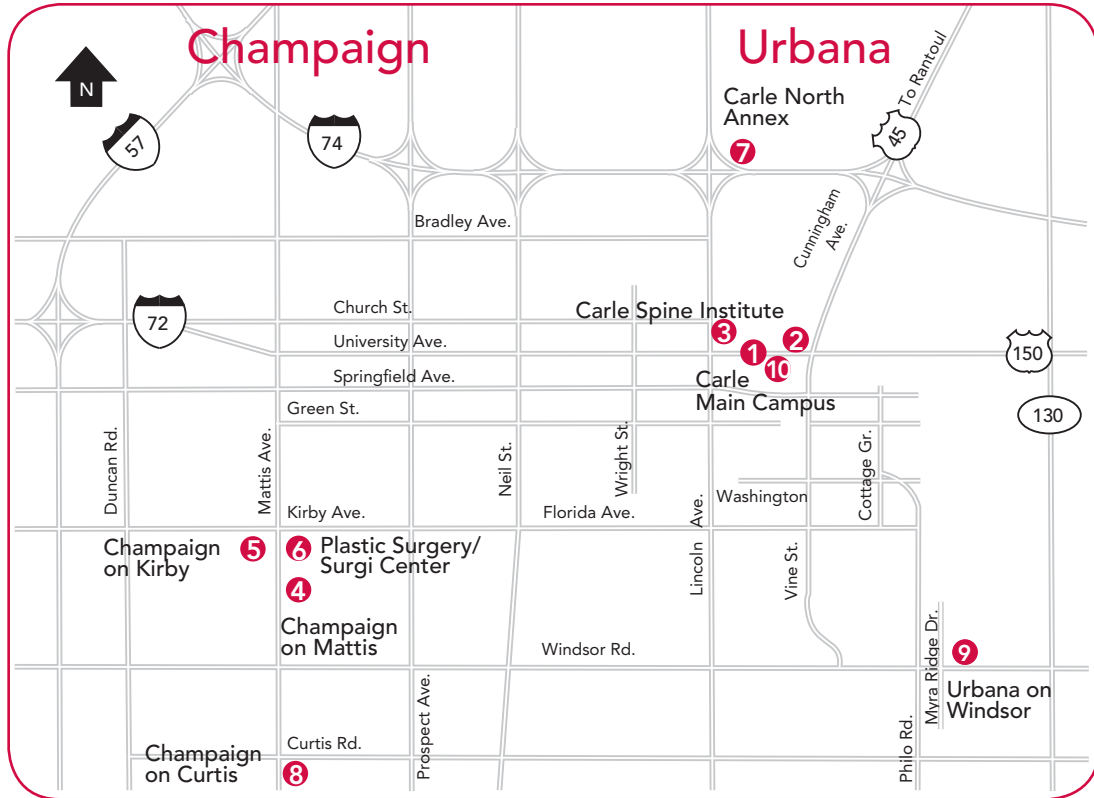 Champaign
Urbana
N
To Rantoul
Carle North
Annex
7
57
74
45
Bradley Ave.
Cunningham
Ave.
Church St.
Carle Spine Institute
72
3
2
University Ave.
1
150
Springfield Ave.
10
Carle
Main Campus
Green St.
130
Duncan Rd.
Mattis Ave.
Neil St.
Wright St.
Cottage Gr.
Washington
Kirby Ave.
Florida Ave.
Lincoln Ave.
Vine St.
Champaign
on Kirby
5
6
Plastic Surgery/
Surgi Center
4
Champaign
on Mattis
Windsor Rd.
Myra Ridge Dr.
9
Urbana on
Windsor
Prospect Ave.
Philo Rd.
Curtis Rd.
Champaign
on Curtis
8